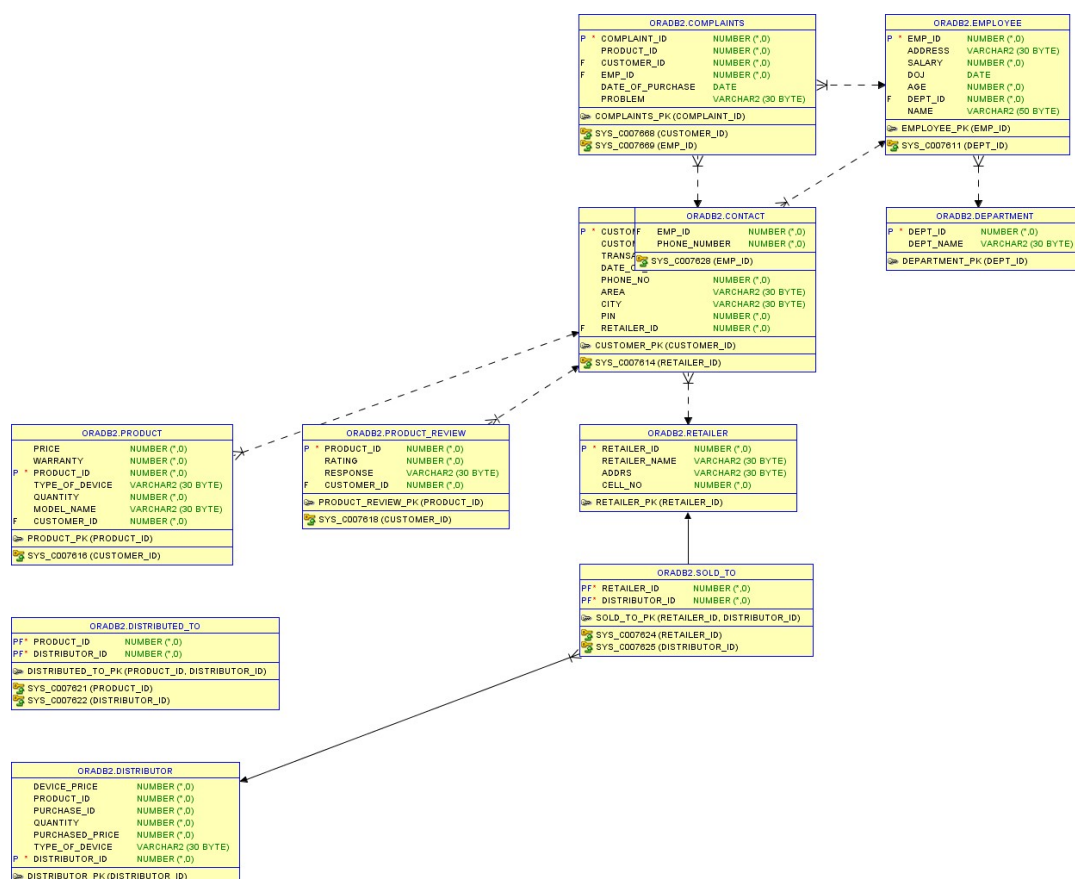 ORADB2.COMPLAINTS
P * COMPLAINT_ID NUMBER (*,0)
PRODUCT_ID NUMBER (*,0)
F CUSTOMER_ID NUMBER (*,0)
F EMP_ID NUMBER (*,0)
DATE_OF_PURCHASE DATE
PROBLEM VARCHAR2 (30 BYTE)
COMPLAINTS_PK (COMPLAINT_ID)
SYS_C007668 (CUSTOMER_ID)
SYS_C007669 (EMP_ID)
ORADB2.EMPLOYEE
P * EMP_ID NUMBER (*,0)
ADDRESS VARCHAR2 (30 BYTE)
SALARY NUMBER (*,0)
DOJ DATE
AGE NUMBER (*,0)
F DEPT_ID NUMBER (*,0)
NAME VARCHAR2 (50 BYTE)
EMPLOYEE_PK (EMP_ID)
SYS_C007611 (DEPT_ID)
ORADB2.CONTACT
F EMP_ID NUMBER (*,0)
PHONE_NUMBER NUMBER (*,0)
SYS_C007628 (EMP_ID)
P *
PHONE_NO NUMBER (*,0)
AREA VARCHAR2 (30 BYTE)
CITY VARCHAR2 (30 BYTE)
PIN NUMBER (*,0)
F RETAILER_ID NUMBER (*,0)
CUSTOMER_PK (CUSTOMER_ID)
SYS_C007614 (RETAILER_ID)
ORADB2.DEPARTMENT
P * DEPT_ID NUMBER (*,0)
DEPT_NAME VARCHAR2 (30 BYTE)
DEPARTMENT_PK (DEPT_ID)
ORADB2.PRODUCT
PRICE NUMBER (*,0)
WARRANTY NUMBER (*,0)
P * PRODUCT_ID NUMBER (*,0)
TYPE_OF_DEVICE VARCHAR2 (30 BYTE)
QUANTITY NUMBER (*,0)
MODEL_NAME VARCHAR2 (30 BYTE)
F CUSTOMER_ID NUMBER (*,0)
PRODUCT_PK (PRODUCT_ID)
SYS_C007616 (CUSTOMER_ID)
ORADB2.PRODUCT_REVIEW
P * PRODUCT_ID NUMBER (*,0)
RATING NUMBER (*,0)
RESPONSE VARCHAR2 (30 BYTE)
F CUSTOMER_ID NUMBER (*,0)
PRODUCT_REVIEW_PK (PRODUCT_ID)
SYS_C007618 (CUSTOMER_ID)
ORADB2.RETAILER
P * RETAILER_ID NUMBER (*,0)
RETAILER_NAME VARCHAR2 (30 BYTE)
ADDRS VARCHAR2 (30 BYTE)
CELL_NO NUMBER (*,0)
RETAILER_PK (RETAILER_ID)
ORADB2.SOLD_TO
PF* RETAILER_ID NUMBER (*,0)
PF* DISTRIBUTOR_ID NUMBER (*,0)
SOLD_TO_PK (RETAILER_ID, DISTRIBUTOR_ID)
SYS_C007624 (RETAILER_ID)
SYS_C007625 (DISTRIBUTOR_ID)
ORADB2.DISTRIBUTED_TO
PF* PRODUCT_ID NUMBER (*,0)
PF* DISTRIBUTOR_ID NUMBER (*,0)
DISTRIBUTED_TO_PK (PRODUCT_ID, DISTRIBUTOR_ID)
SYS_C007621 (PRODUCT_ID)
SYS_C007622 (DISTRIBUTOR_ID)
ORADB2.DISTRIBUTOR
DEVICE_PRICE NUMBER (*,0)
PRODUCT_ID NUMBER (*,0)
PURCHASE_ID NUMBER (*,0)
QUANTITY NUMBER (*,0)
PURCHASED_PRICE NUMBER (*,0)
TYPE_OF_DEVICE VARCHAR2 (30 BYTE)
P * DISTRIBUTOR_ID NUMBER (*,0)
DISTRIBUTOR_PK (DISTRIBUTOR_ID)